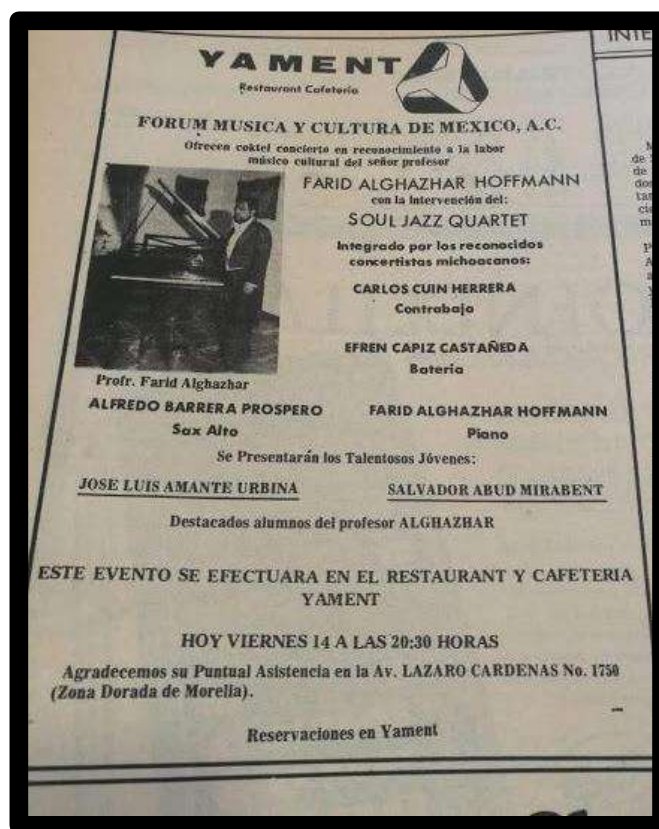 YAMENT
Restaurant Cafeteria
FORUM MUSICA Y CULTURA DE MEXICO, A.C.
Ofrecen coktel concierto en reconocimiento a la labor
músico cultural del señor profesor
FARID ALGHAZHAR HOFFMANN
con la intervención del:
SOUL JAZZ QUARTET
Integrado por los reconocidos
concertistas michoacanos:
CARLOS CUIN HERRERA
Contrabajo
EFREN CAPIZ CASTAÑEDA
Bateria
Profr. Farid Alghazhar
ALFREDO BARRERA PROSPERO
Sax Alto
FARID ALGHAZHAR HOFFMANN
Piano
Se Presentarán los Talentosos Jóvenes:
JOSE LUIS AMANTE URBINA
SALVADOR ABUD MIRABENT
Destacados alumnos del profesor ALGHAZHAR
ESTE EVENTO SE EFECTUARA EN EL RESTAURANT Y CAFETERIA
YAMENT
HOY VIERNES 14 A LAS 20:30 HORAS
Agradecemos su Puntual Asistencia en la Av. LAZARO CARDENAS No. 1750
(Zona Dorada de Morelia).
Reservaciones en Yament